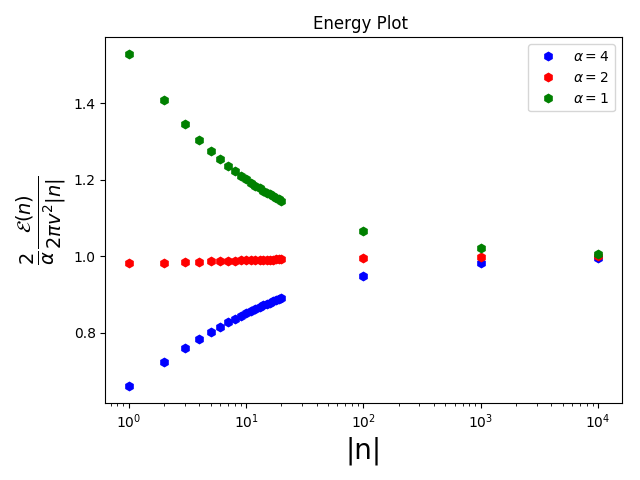 Energy Plot
α = 4
α = 2
α = 1
1.4
1.2
1.0
0.8
2/α ℰ(n)/2πv²|n|
10⁰ 10¹ 10² 10³ 10⁴
|n|